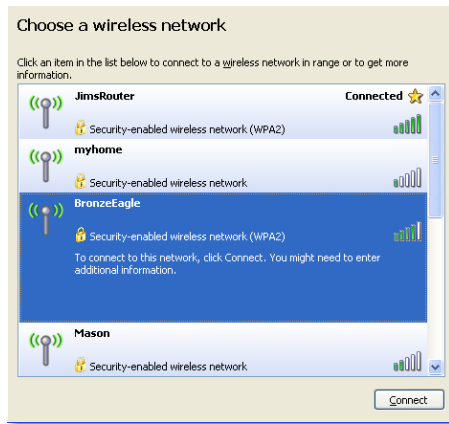 Choose a wireless network
Click an item in the list below to connect to a wireless network in range or to get more
information.
JimsRouter Connected
Security-enabled wireless network (WPA2)
myhome
Security-enabled wireless network
BronzeEagle
Security-enabled wireless network (WPA2)
To connect to this network, click Connect. You might need to enter
additional information.
Mason
Security-enabled wireless network
Connect